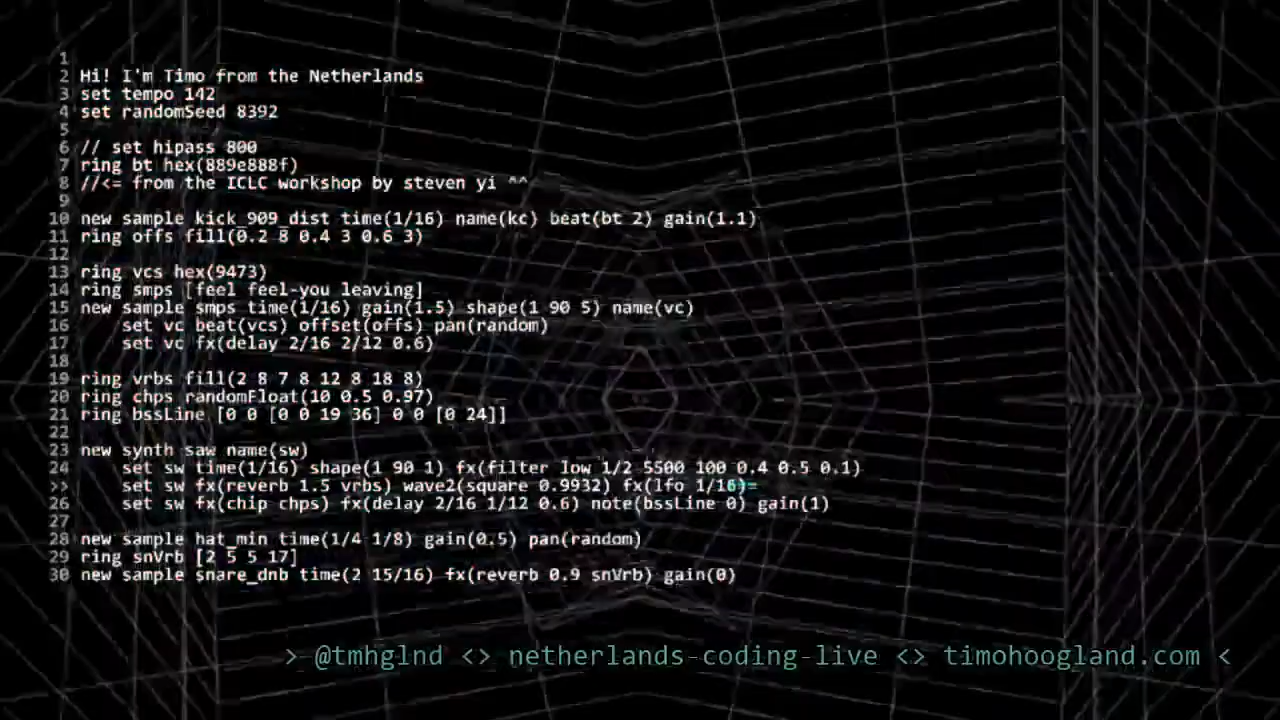 1
2 Hi! I'm Timo from the Netherlands
3 set tempo 142
4 set randomSeed 8392
5
6 // set hipass 800
7 ring bt hex(889e888f)
8 //<= from the ICLC workshop by steven yi ^^
9
10 new sample kick_909_dist time(1/16) name(kc) beat(bt 2) gain(1.1)
11 ring offs fill(0.2 8 0.4 3 0.6 3)
12
13 ring vcs hex(9473)
14 ring smps [feel feel-you leaving]
15 new sample smps time(1/16) gain(1.5) shape(1 90 5) name(vc)
16 set vc beat(vcs) offset(offs) pan(random)
17 set vc fx(delay 2/16 2/12 0.6)
18
19 ring vrbs fill(2 8 7 8 12 8 18 8)
20 ring chps randomFloat(10 0.5 0.97)
21 ring bssLine [0 0 [0 0 19 36] 0 0 [0 24]]
22
23 new synth saw name(sw)
24 set sw time(1/16) shape(1 90 1) fx(filter low 1/2 5500 100 0.4 0.5 0.1)
>> set sw fx(reverb 1.5 vrbs) wave2(square 0.9932) fx(lfo 1/16)=
26 set sw fx(chip chps) fx(delay 2/16 1/12 0.6) note(bssLine 0) gain(1)
27
28 new sample hat_min time(1/4 1/8) gain(0.5) pan(random)
29 ring snVrb [2 5 5 17]
30 new sample snare_dnb time(2 15/16) fx(reverb 0.9 snVrb) gain(0)
> @tmhglnd <> netherlands-coding-live <> timohoogland.com <